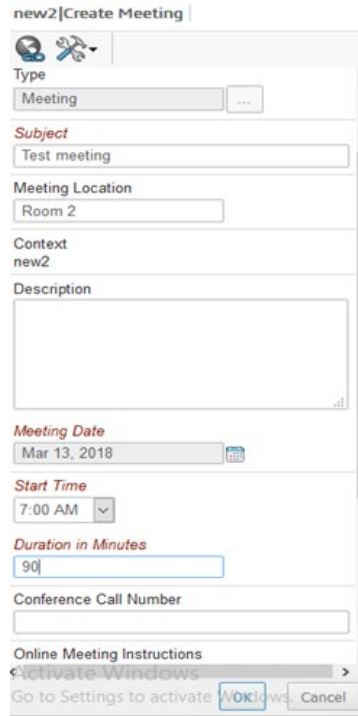 new2|Create Meeting
Type
Meeting
...
Subject
Test meeting
Meeting Location
Room 2
Context
new2
Description
Meeting Date
Mar 13, 2018
Start Time
7:00 AM
Duration in Minutes
90
Conference Call Number
Online Meeting Instructions
Activate Windows
Go to Settings to activate Windows.
OK
Cancel